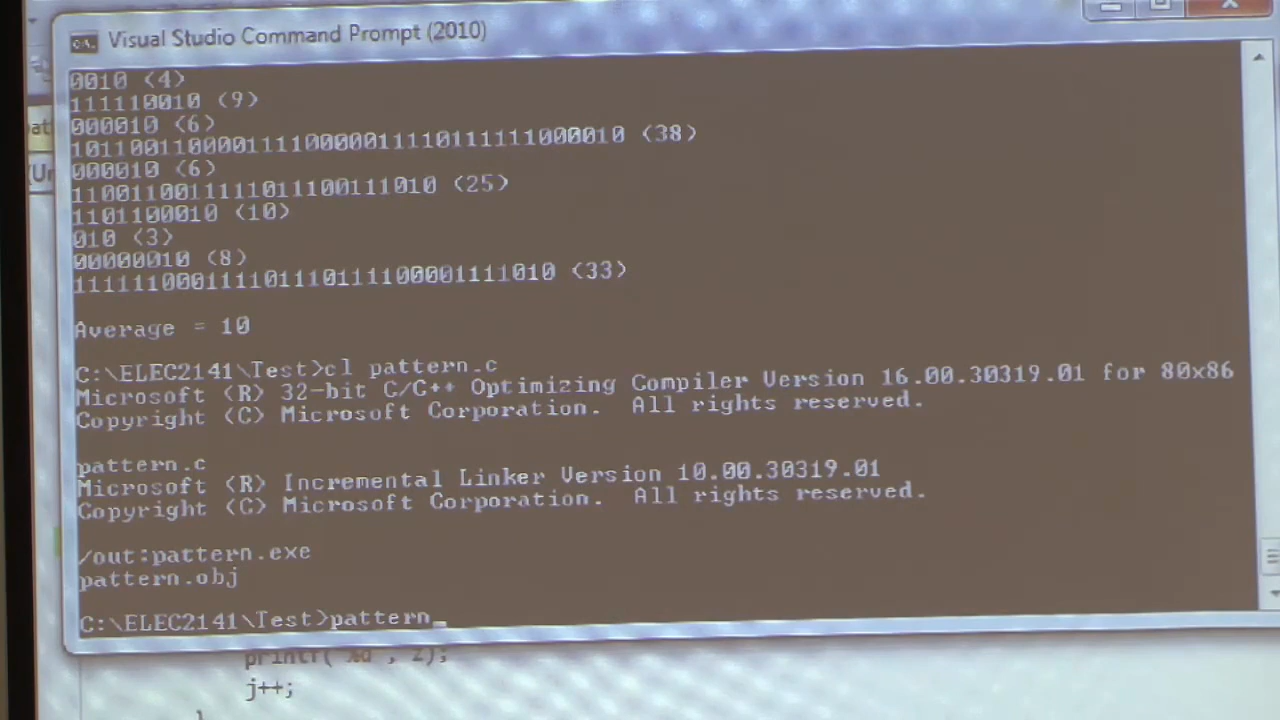 Visual Studio Command Prompt (2010)
0010 (4)
111110010 (9)
000010 (6)
10110011000011110000011110111111000010 (38)
000010 (6)
1100110011111011100111010 (25)
1101100010 (10)
010 (3)
00000010 (8)
111111000111101110111100001111010 (33)
Average = 10
C:\ELEC2141\Test>cl pattern.c
Microsoft (R) 32-bit C/C++ Optimizing Compiler Version 16.00.30319.01 for 80x86
Copyright (C) Microsoft Corporation.  All rights reserved.
pattern.c
Microsoft (R) Incremental Linker Version 10.00.30319.01
Copyright (C) Microsoft Corporation.  All rights reserved.
/out:pattern.exe
pattern.obj
C:\ELEC2141\Test>pattern_
j++;